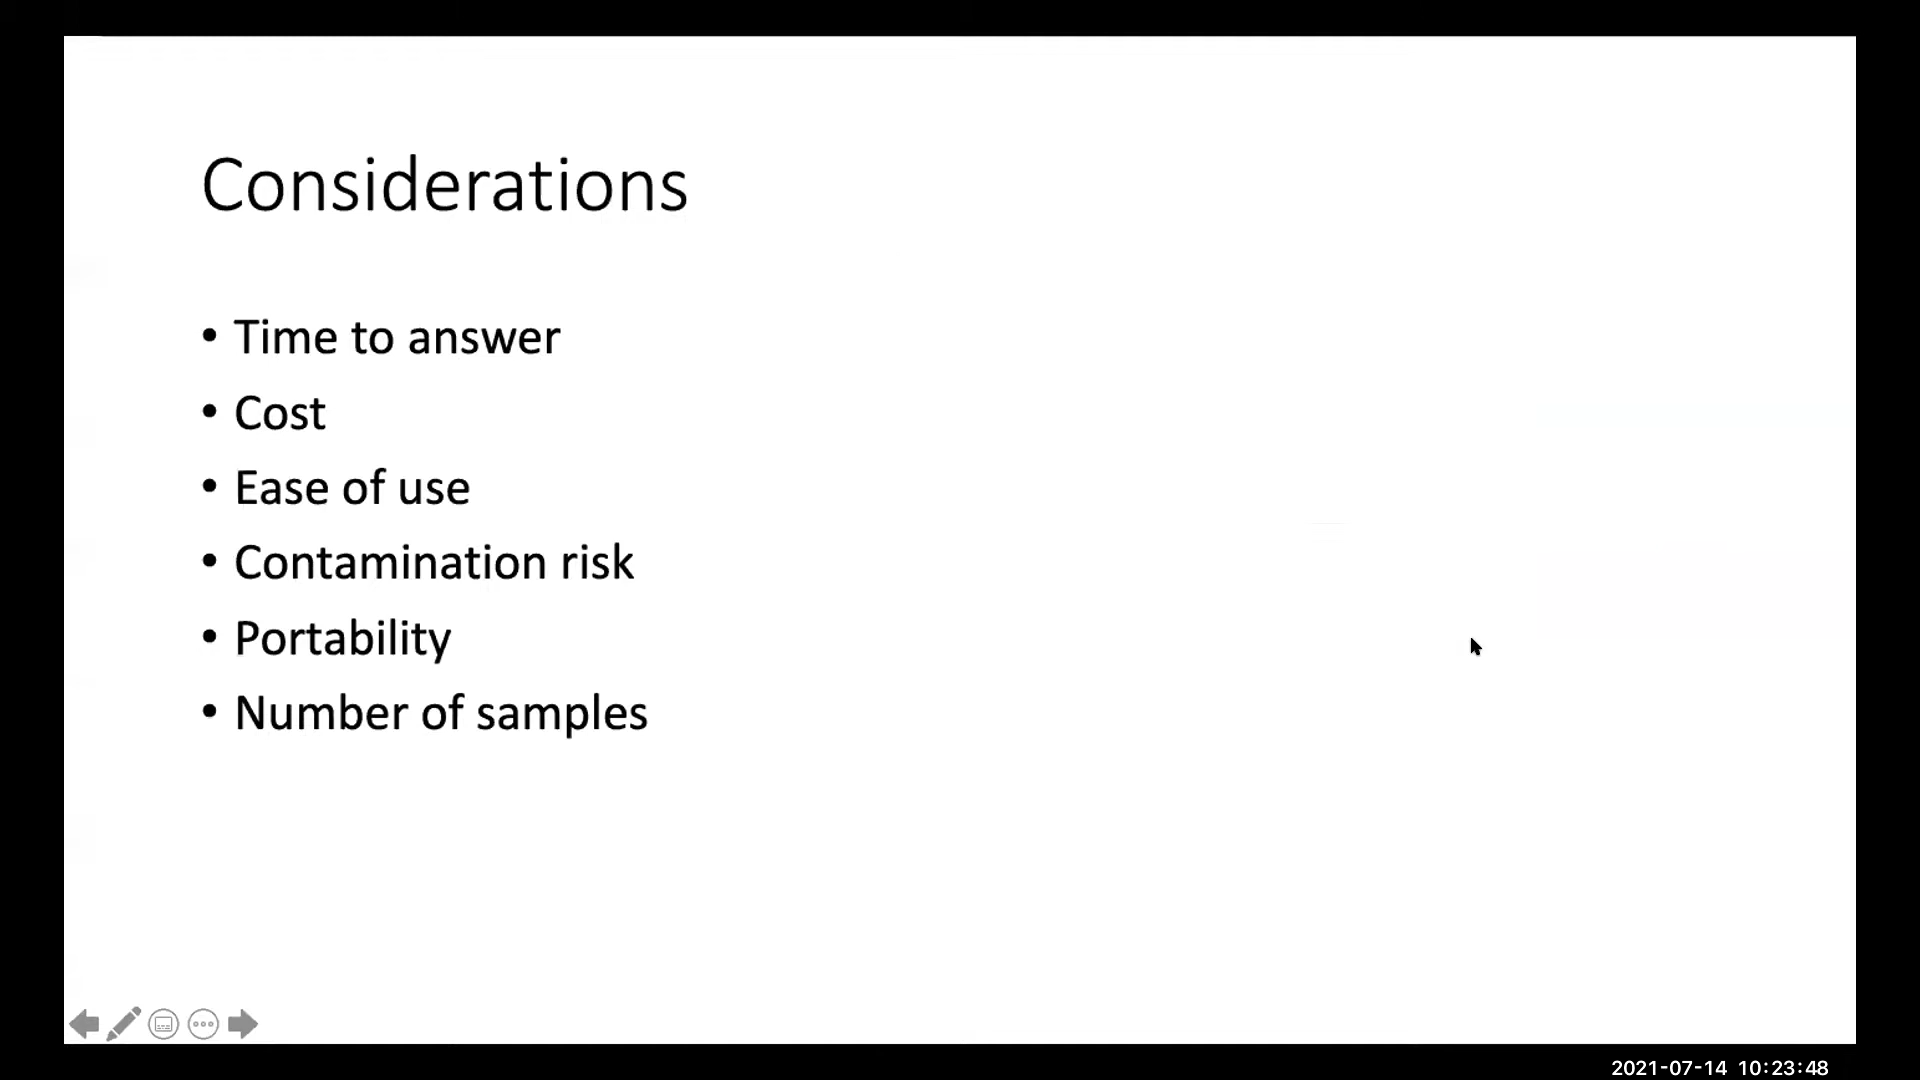 Considerations
• Time to answer
• Cost
• Ease of use
• Contamination risk
• Portability
• Number of samples
2021-07-14 10:23:48